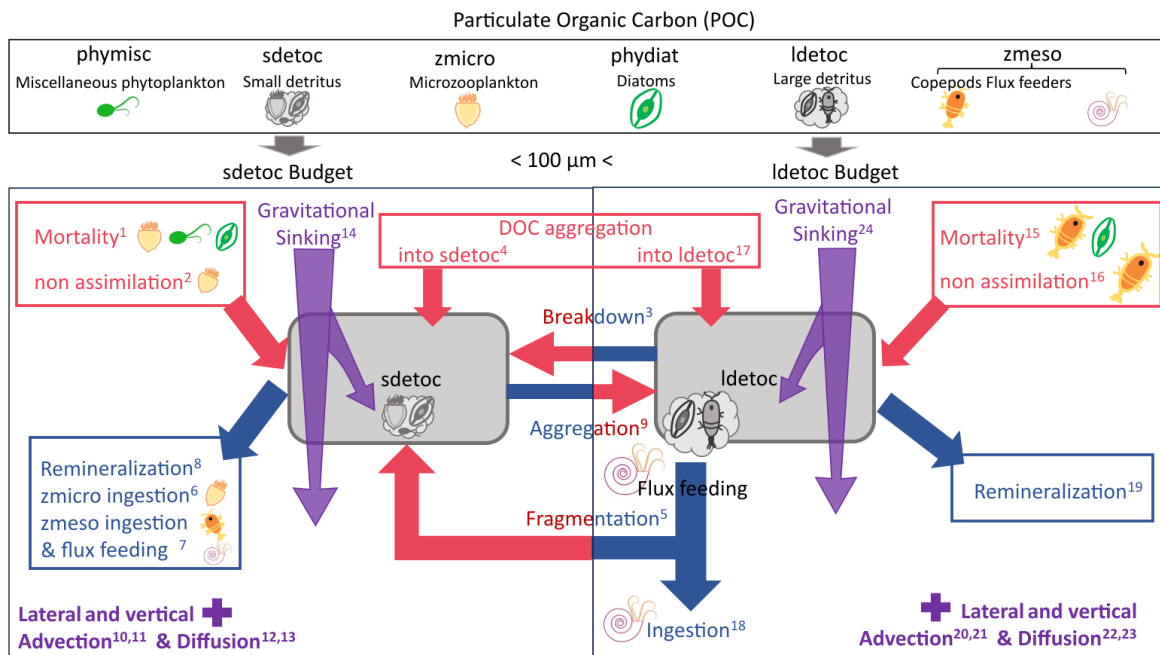 Particulate Organic Carbon (POC)
phymisc sdetoc zmicro phydiat ldetoc zmeso
Miscellaneous phytoplankton Small detritus Microzooplankton Diatoms Large detritus Copepods Flux feeders
< 100 µm <
sdetoc Budget ldetoc Budget
Mortality¹
non assimilation²
Gravitational
Sinking¹⁴
DOC aggregation
into sdetoc⁴ into ldetoc¹⁷
Gravitational
Sinking²⁴
Mortality¹⁵
non assimilation¹⁶
Breakdown³
sdetoc
ldetoc
Aggregation⁹
Flux feeding
Fragmentation⁵
Remineralization⁸
zmicro ingestion⁶
zmeso ingestion
& flux feeding ⁷
Remineralization¹⁹
Ingestion¹⁸
Lateral and vertical
Advection¹⁰,¹¹ & Diffusion¹²,¹³
Lateral and vertical
Advection²⁰,²¹ & Diffusion²²,²³